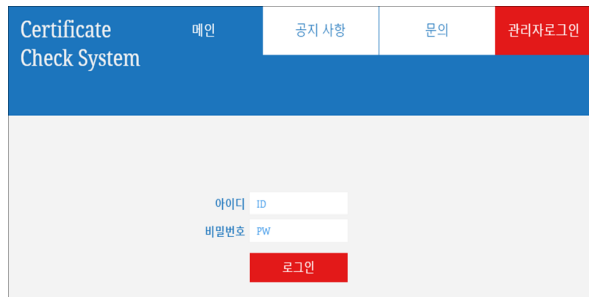 Certificate
Check System
메인
공지 사항
문의
관리자로그인
아이디 ID
비밀번호 PW
로그인